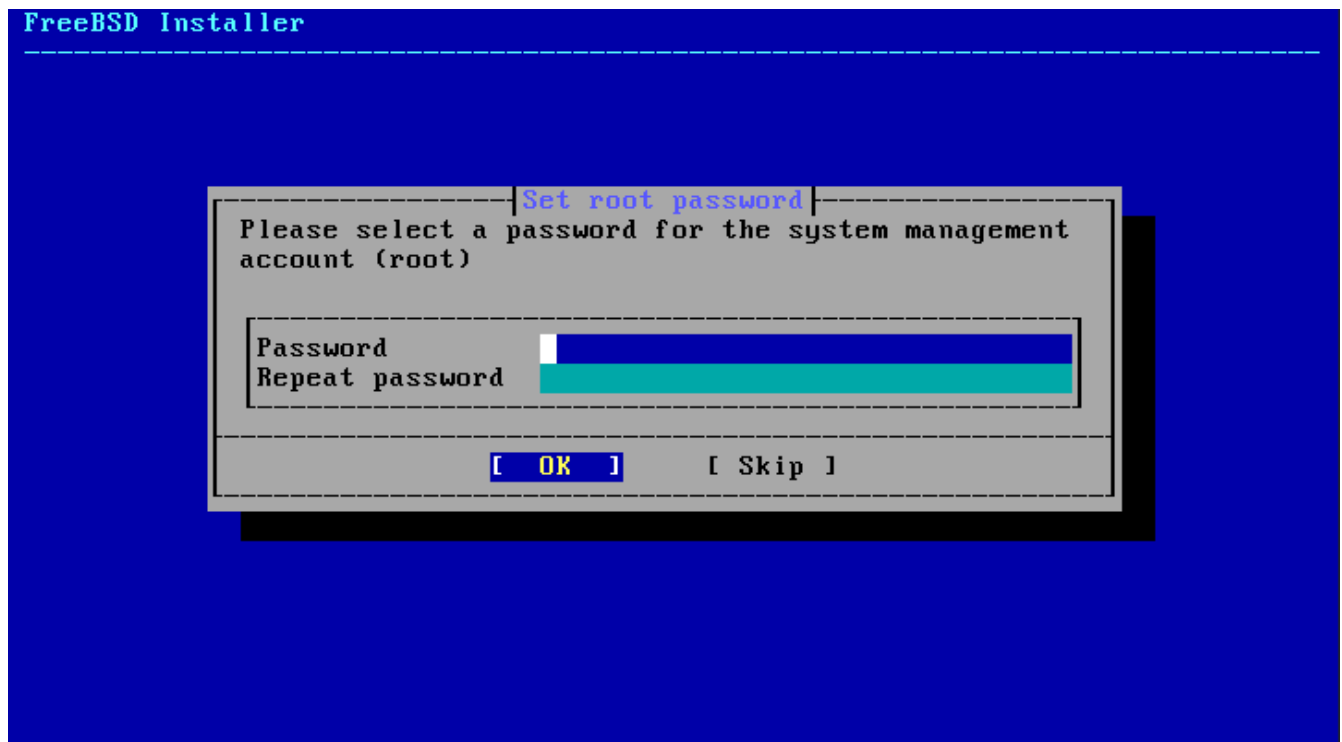 FreeBSD Installer
Set root password
Please select a password for the system management
account (root)
Password
Repeat password
[ OK ] [ Skip ]